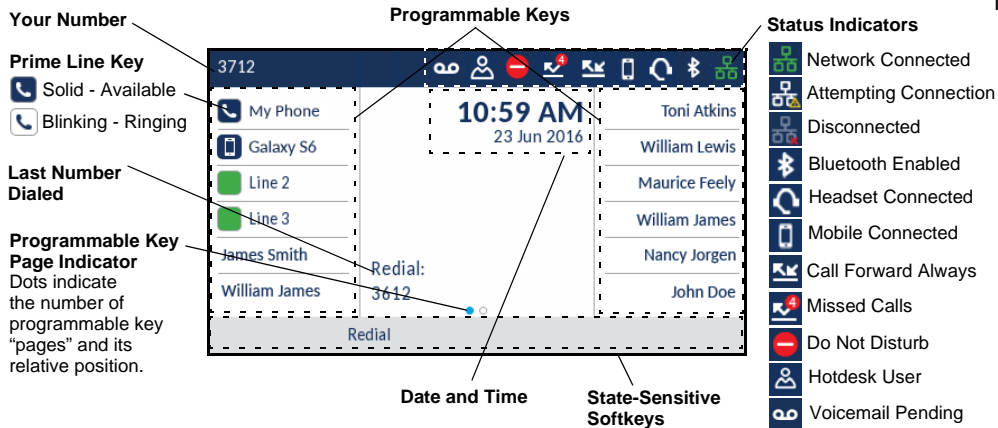 Your Number
Programmable Keys
Status Indicators
Prime Line Key
Solid - Available
Blinking - Ringing
Last Number
Dialed
Programmable Key
Page Indicator
Dots indicate
the number of
programmable key
“pages” and its
relative position.
3712
4
My Phone
Galaxy S6
Line 2
Line 3
James Smith
William James
10:59 AM
23 Jun 2016
Redial:
3612
Toni Atkins
William Lewis
Maurice Feely
William James
Nancy Jorgen
John Doe
Redial
Date and Time
State-Sensitive
Softkeys
Network Connected
Attempting Connection
Disconnected
Bluetooth Enabled
Headset Connected
Mobile Connected
Call Forward Always
4
Missed Calls
Do Not Disturb
Hotdesk User
Voicemail Pending